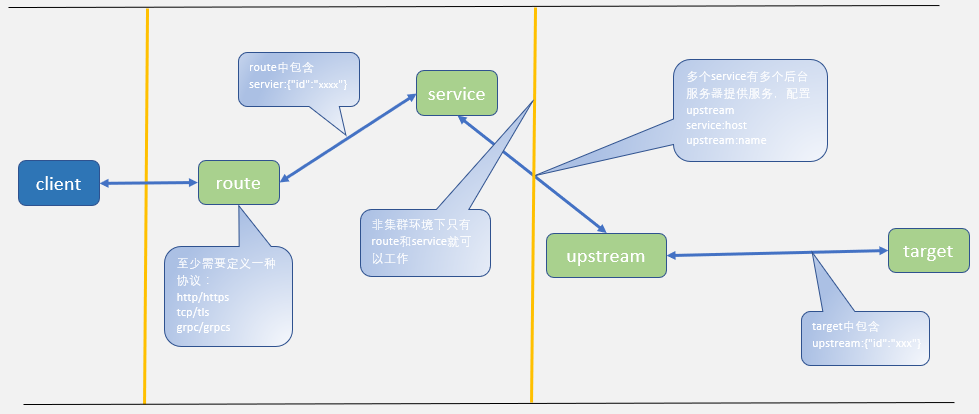 route中包含
servier:{"id":"xxxx"}
service
多个service有多个后台
服务器提供服务，配置
upstream
service:host
upstream:name
client
route
非集群环境下只有
route和service就可
以工作
upstream
target
至少需要定义一种
协议：
http/https
tcp/tls
grpc/grpcs
target中包含
upstream:{"id":"xxx"}